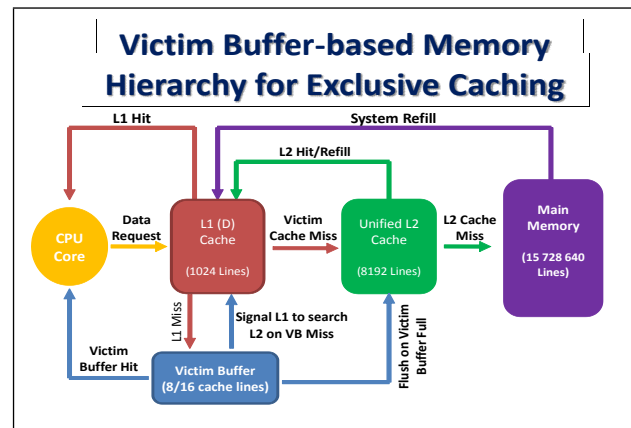 Victim Buffer-based Memory
Hierarchy for Exclusive Caching
L1 Hit
System Refill
L2 Hit/Refill
CPU
Core
Data
Request
L1 (D)
Cache
(1024 Lines)
Victim
Cache Miss
Unified L2
Cache
(8192 Lines)
L2 Cache
Miss
Main
Memory
(15 728 640
Lines)
L1 Miss
Signal L1 to search
L2 on VB Miss
Flush on Victim
Buffer Full
Victim
Buffer Hit
Victim Buffer
(8/16 cache lines)